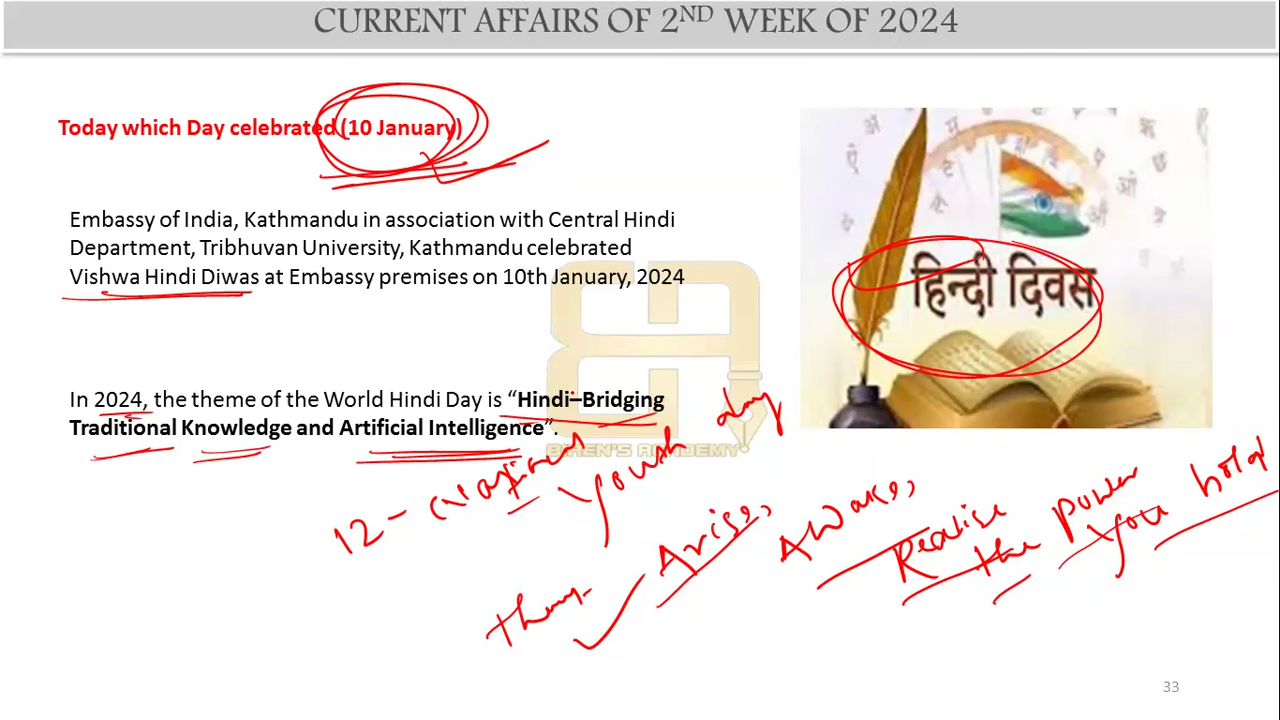 CURRENT AFFAIRS OF 2ND WEEK OF 2024
Today which Day celebrated (10 January)
Embassy of India, Kathmandu in association with Central Hindi
Department, Tribhuvan University, Kathmandu celebrated
Vishwa Hindi Diwas at Embassy premises on 10th January, 2024
हिन्दी दिवस
In 2024, the theme of the World Hindi Day is “Hindi–Bridging
Traditional Knowledge and Artificial Intelligence”.
BIREN'S ACADEMY
12 - National Youth day
Arise, Awake,
Realise the power you hold
33